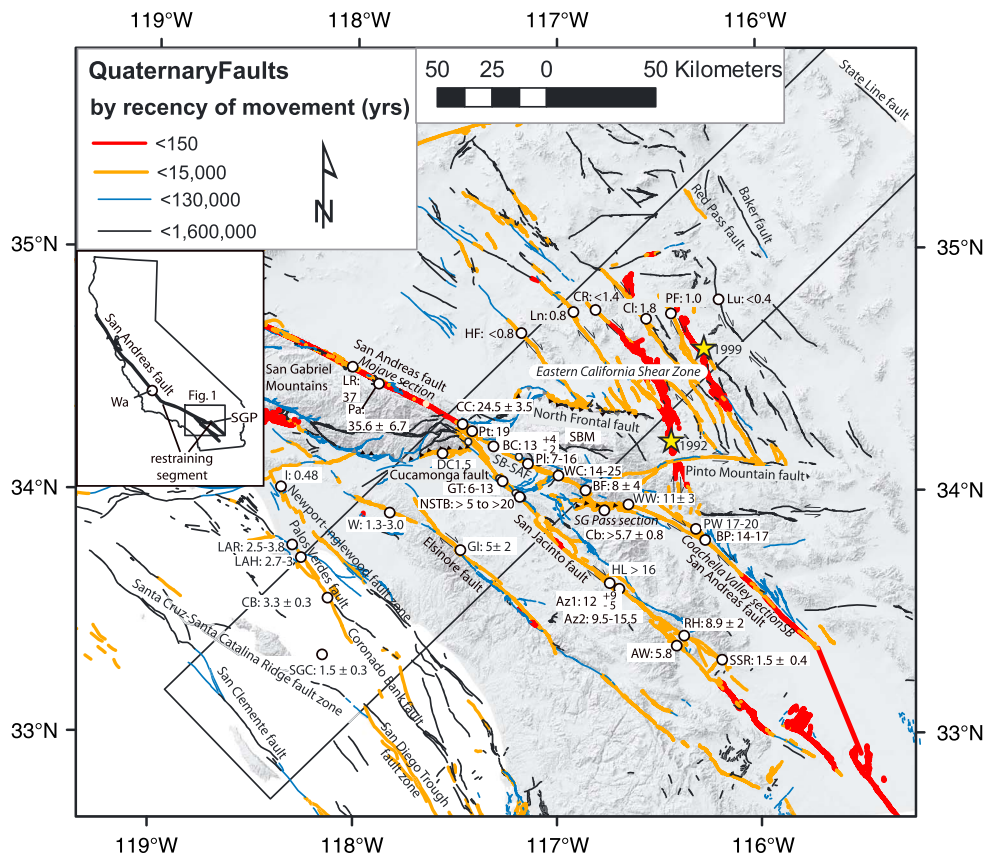 119°W
118°W
117°W
116°W
QuaternaryFaults
by recency of movement (yrs)
<150
<15,000
<130,000
<1,600,000
N
50
25
0
50 Kilometers
State Line fault
Red Pass fault
Baker fault
35°N
35°N
San Andreas fault
Wa
Fig. 1
SGP
restraining
segment
CR: <1.4
PF: 1.0
Lu: <0.4
Ln: 0.8
CI: 1.8
HF: <0.8
1999
Eastern California Shear Zone
San Andreas fault
Mojave section
San Gabriel
Mountains
LR:
37
Pa:
35.6 ± 6.7
CC: 24.5 ± 3.5
North Frontal fault
Pt: 19
BC: 13 +4
-2
SBM
1992
DC1.5
SB-SAF
PI: 7-16
Cucamonga fault
WC: 14-25
Pinto Mountain fault
34°N
34°N
I: 0.48
GT: 6-13
BF: 8 ± 4
NSTB: > 5 to >20
WW: 11± 3
Newport-Inglewood fault zone
W: 1.3-3.0
SG Pass section
Cb: >5.7 ± 0.8
PW 17-20
BP: 14-17
LAR: 2.5-3.8
LAH: 2.7-3
Palos Verdes fault
GI: 5± 2
Elsinore fault
San Jacinto fault
Coachella Valley section
San Andreas fault
SB
HL > 16
Az1: 12 +9
- 5
Az2: 9.5-15.5
CB: 3.3 ± 0.3
Santa Cruz-Santa Catalina Ridge fault zone
RH: 8.9 ± 2
AW: 5.8
SSR: 1.5 ± 0.4
SGC: 1.5 ± 0.3
Coronado Bank fault
San Clemente fault
San Diego Trough
fault zone
33°N
33°N
119°W
118°W
117°W
116°W